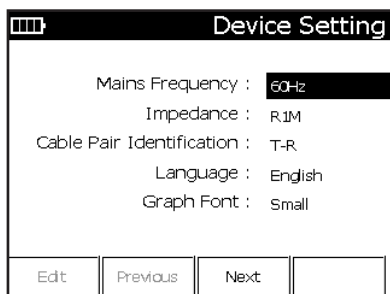 Device Setting
Mains Frequency : 60Hz
Impedance : R1M
Cable Pair Identification : T-R
Language : English
Graph Font : Small
Edit Previous Next